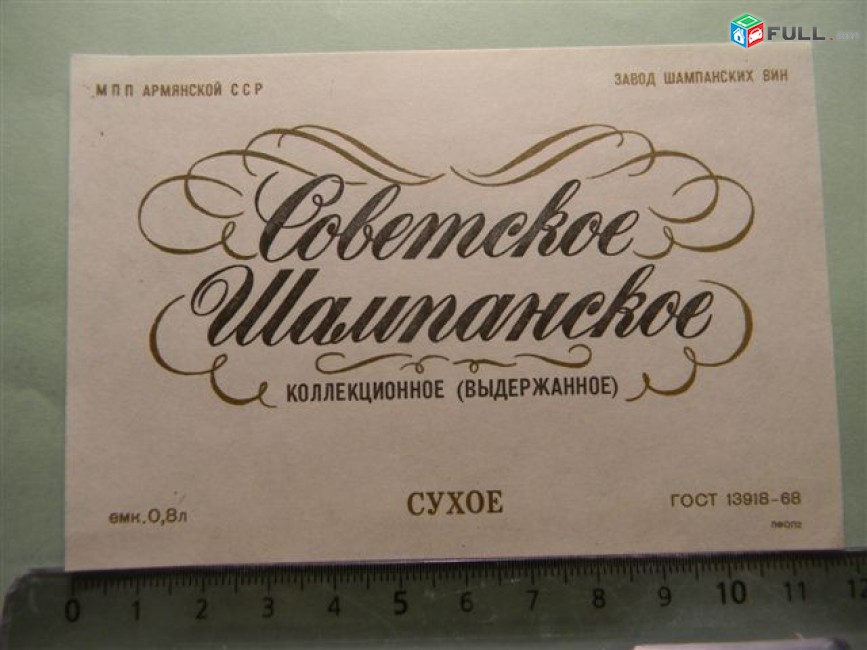 FULL.am
МПП АРМЯНСКОЙ ССР
ЗАВОД ШАМПАНСКИХ ВИН
Советское
Шампанское
КОЛЛЕКЦИОННОЕ (ВЫДЕРЖАННОЕ)
СУХОЕ
емк. 0,8л
ГОСТ 13918-68
0 1 2 3 4 5 6 7 8 9 10 11 12